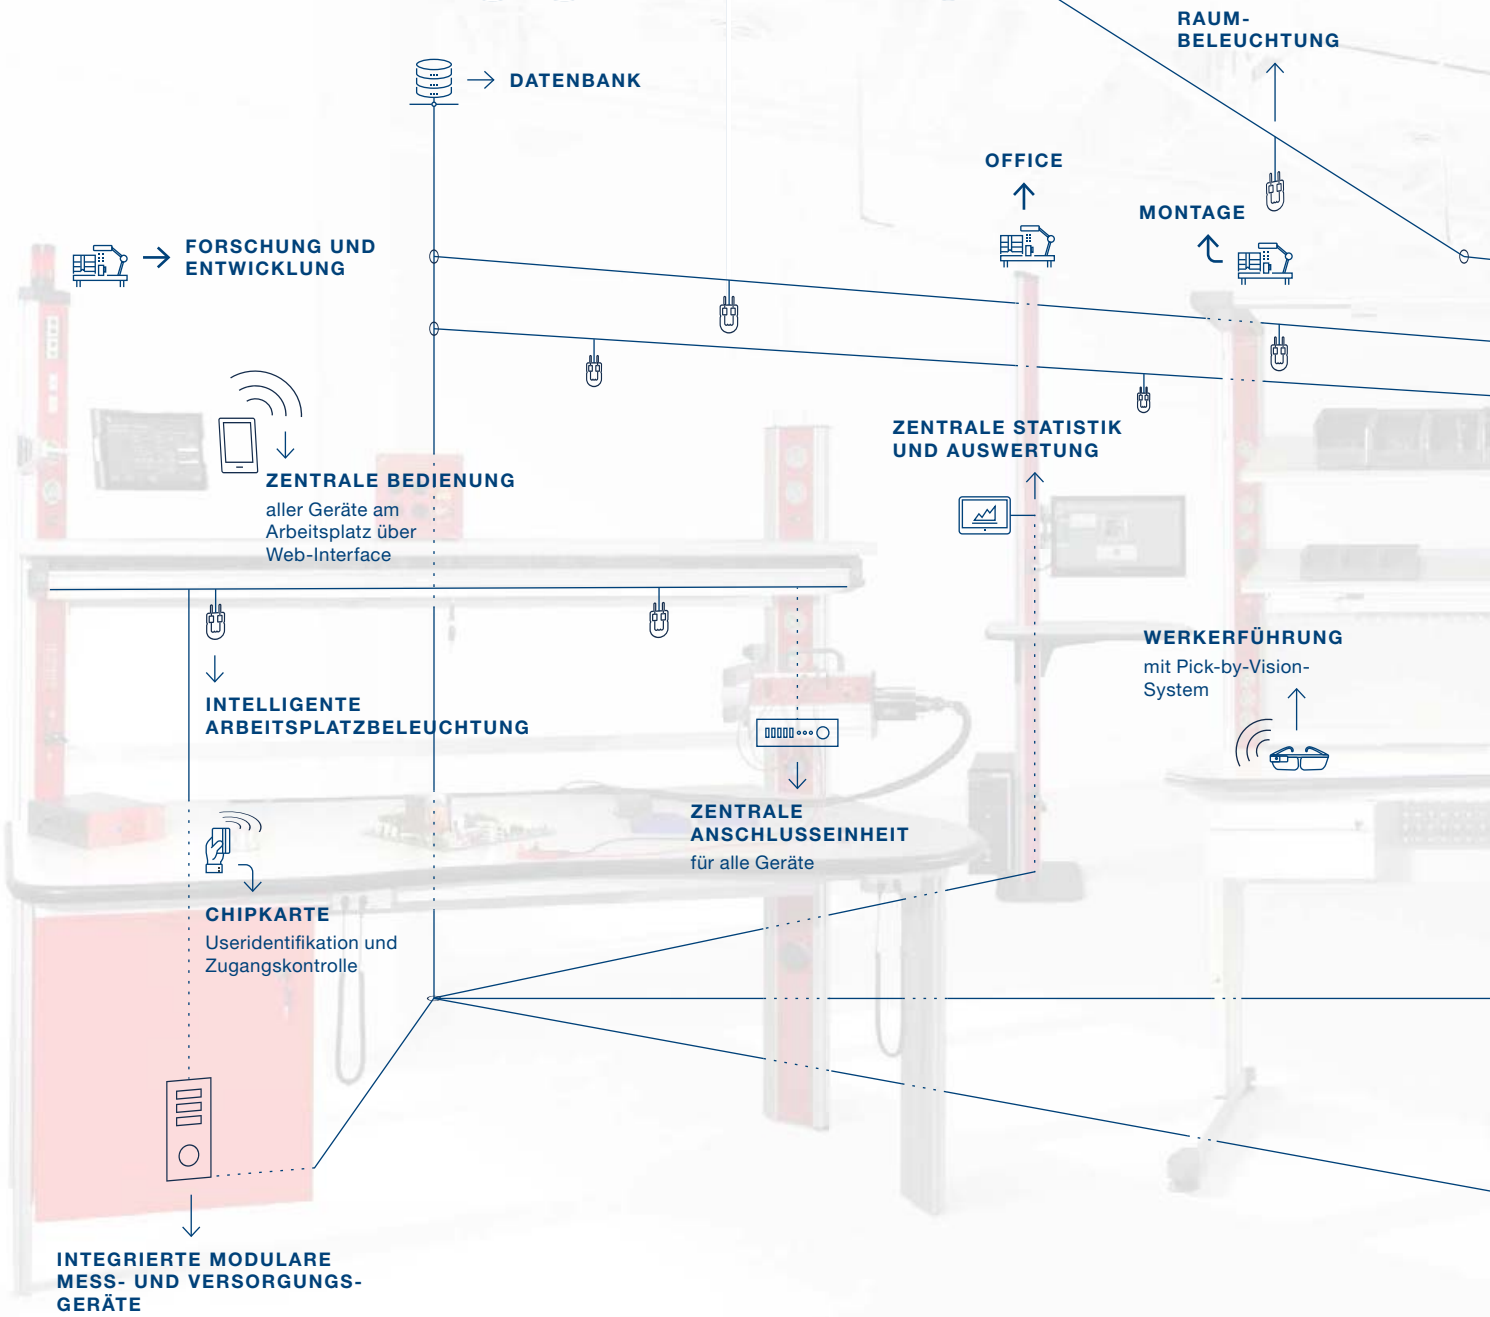 RAUM-
BELEUCHTUNG
DATENBANK
OFFICE
MONTAGE
FORSCHUNG UND
ENTWICKLUNG
ZENTRALE STATISTIK
UND AUSWERTUNG
ZENTRALE BEDIENUNG
aller Geräte am
Arbeitsplatz über
Web-Interface
WERKERFÜHRUNG
mit Pick-by-Vision-
System
INTELLIGENTE
ARBEITSPLATZBELEUCHTUNG
ZENTRALE
ANSCHLUSSEINHEIT
für alle Geräte
CHIPKARTE
Useridentifikation und
Zugangskontrolle
INTEGRIERTE MODULARE
MESS- UND VERSORGUNGS-
GERÄTE